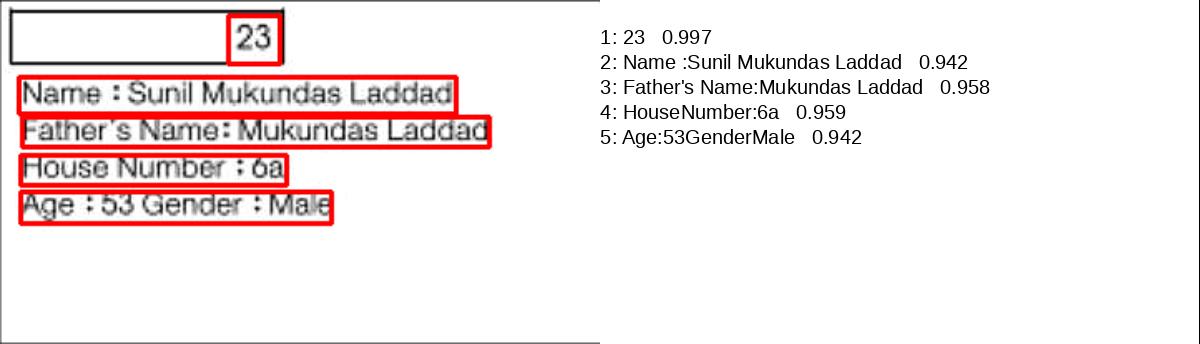 23
Name : Sunil Mukundas Laddad
Father's Name: Mukundas Laddad
House Number : 6a
Age : 53 Gender : Male
1: 23 0.997
2: Name :Sunil Mukundas Laddad 0.942
3: Father's Name:Mukundas Laddad 0.958
4: HouseNumber:6a 0.959
5: Age:53GenderMale 0.942